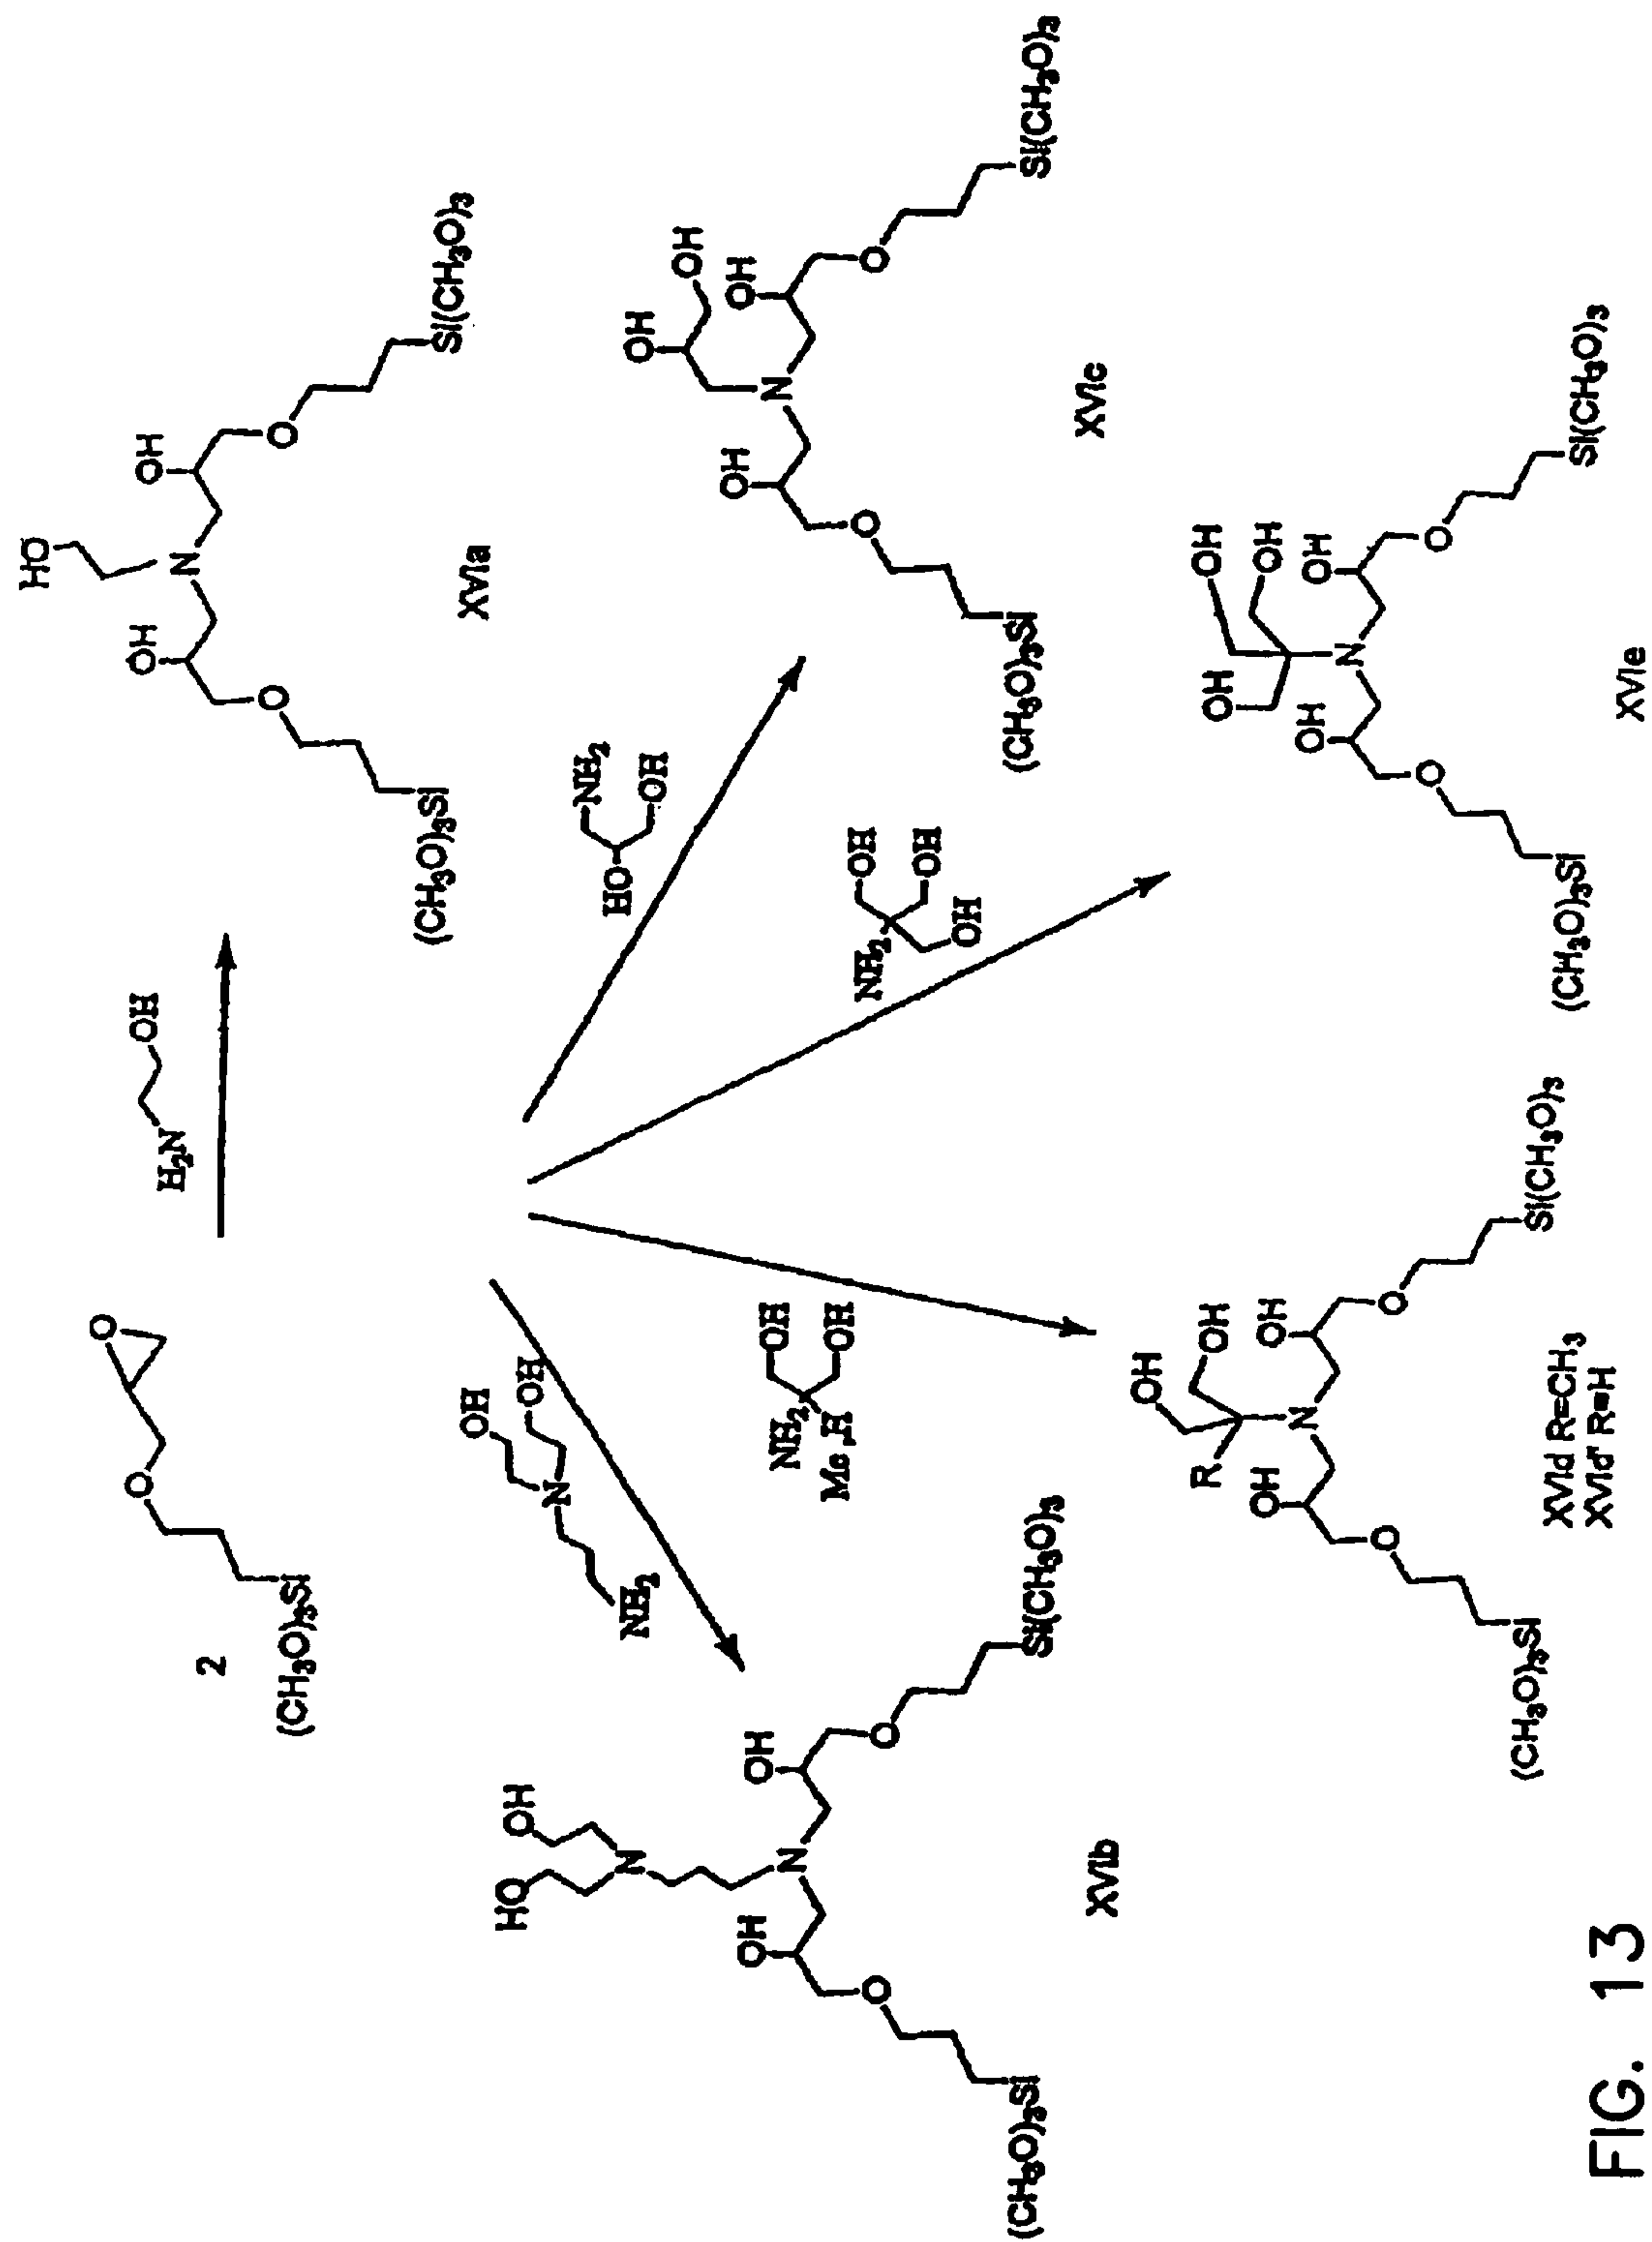 O
O
(CH₃O)₃Si
2
H₂N OH
HO
OH N OH
O O
(CH₃O)₃Si Si(CH₃O)₃
XVIa
OH
OH
N
NH₂
HO OH
N
OH OH
N
O O
(CH₃O)₃Si Si(CH₃O)₃
XVIb
NH₂
HO OH
OH OH
OH OH
N
O O
(CH₃O)₃Si Si(CH₃O)₃
XVIc
NH₂ OH
Me ,H OH
OH
R OH
OH OH
N
O O
(CH₃O)₃Si Si(CH₃O)₃
XVId R=CH₃
XVId' R=H
OH
NH₂ OH
OH
OH OH
OH
OH OH
N
O O
(CH₃O)₃Si Si(CH₃O)₃
XVIe
FIG. 13